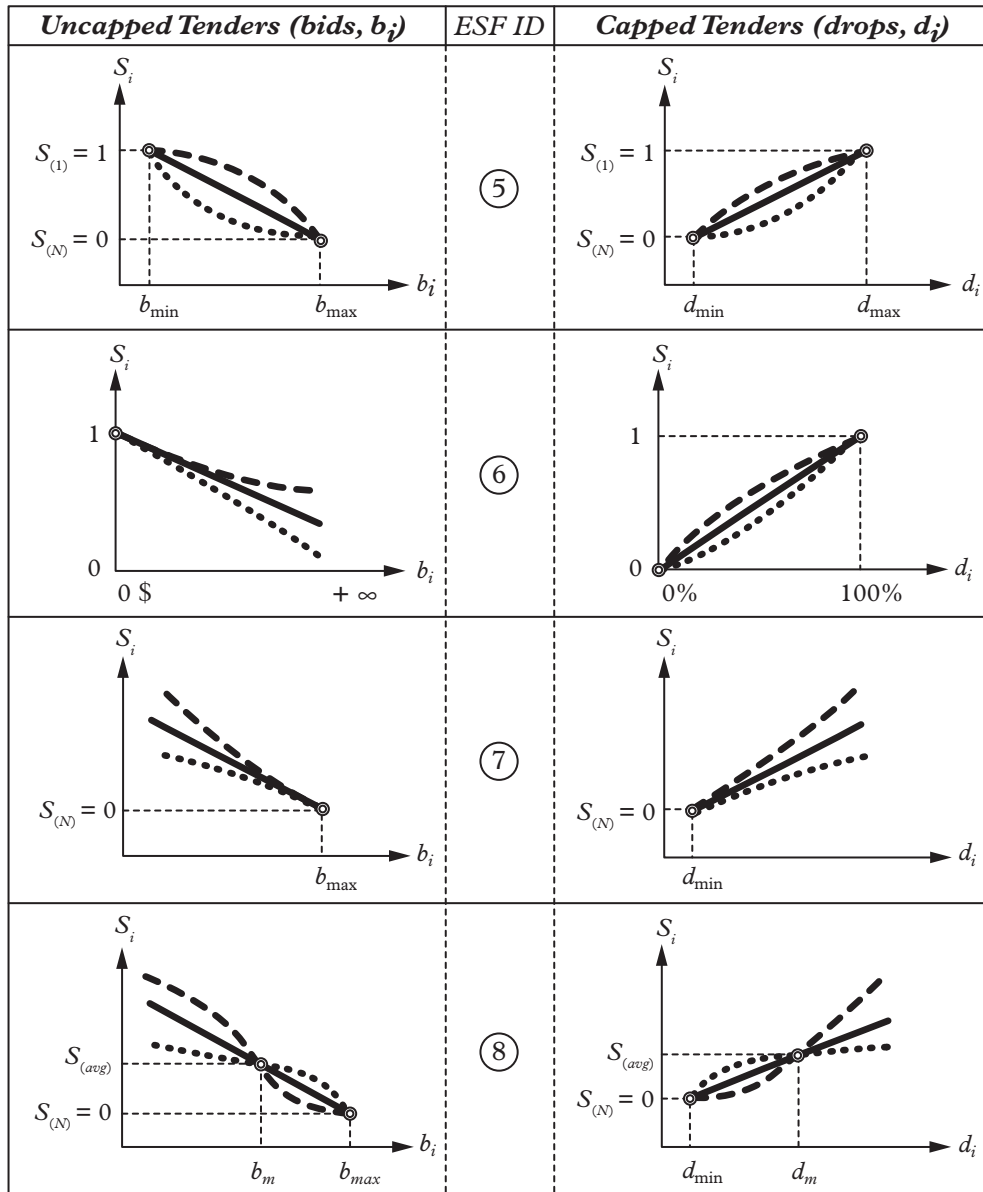 Uncapped Tenders (bids, bi) ESF ID Capped Tenders (drops, di)
Si
S(1) = 1
S(N) = 0
bmin bmax bi
5
Si
S(1) = 1
S(N) = 0
dmin dmax di
Si
1
0
0 $ + ∞ bi
6
Si
1
0
0% 100% di
Si
S(N) = 0
bmax bi
7
Si
S(N) = 0
dmin di
Si
S(avg)
S(N) = 0
bm bmax bi
8
Si
S(avg)
S(N) = 0
dmin dm di